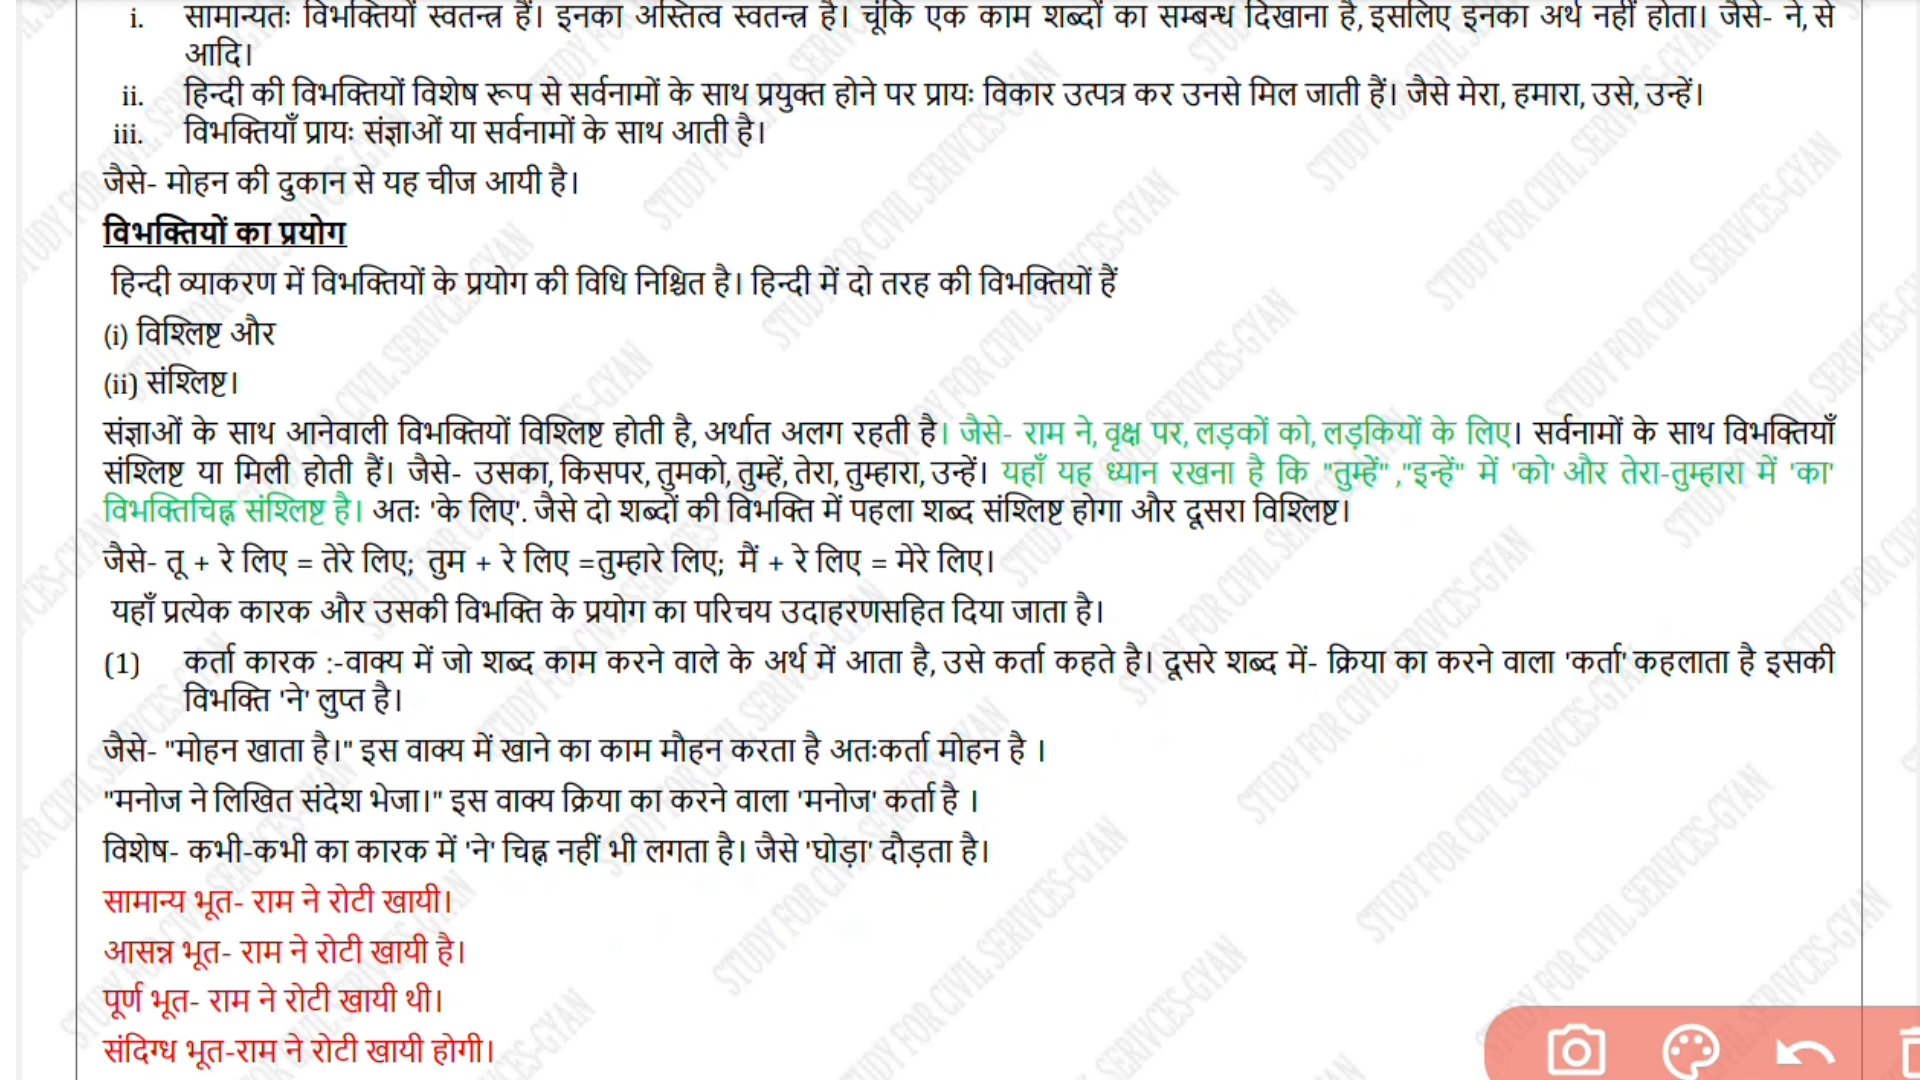 i. सामान्यतः विभक्तियाँ स्वतन्त्र हैं। इनका अस्तित्व स्वतन्त्र है। चूंकि एक काम शब्दों का सम्बन्ध दिखाना है, इसलिए इनका अर्थ नहीं होता। जैसे- ने, से
आदि।
ii. हिन्दी की विभक्तियों विशेष रूप से सर्वनामों के साथ प्रयुक्त होने पर प्रायः विकार उत्पत्र कर उनसे मिल जाती हैं। जैसे मेरा, हमारा, उसे, उन्हें।
iii. विभक्तियाँ प्रायः संज्ञाओं या सर्वनामों के साथ आती है।
जैसे- मोहन की दुकान से यह चीज आयी है।
विभक्तियों का प्रयोग
हिन्दी व्याकरण में विभक्तियों के प्रयोग की विधि निश्चित है। हिन्दी में दो तरह की विभक्तियों हैं
(i) विश्लिष्ट और
(ii) संश्लिष्ट।
संज्ञाओं के साथ आनेवाली विभक्तियों विश्लिष्ट होती है, अर्थात अलग रहती है। जैसे- राम ने, वृक्ष पर, लड़कों को, लड़कियों के लिए। सर्वनामों के साथ विभक्तियाँ
संश्लिष्ट या मिली होती हैं। जैसे- उसका, किसपर, तुमको, तुम्हें, तेरा, तुम्हारा, उन्हें। यहाँ यह ध्यान रखना है कि "तुम्हें" ,"इन्हें" में 'को' और तेरा-तुम्हारा में 'का'
विभक्तिचिह्न संश्लिष्ट है। अतः 'के लिए'. जैसे दो शब्दों की विभक्ति में पहला शब्द संश्लिष्ट होगा और दूसरा विश्लिष्ट।
जैसे- तू + रे लिए = तेरे लिए; तुम + रे लिए =तुम्हारे लिए; मैं + रे लिए = मेरे लिए।
यहाँ प्रत्येक कारक और उसकी विभक्ति के प्रयोग का परिचय उदाहरणसहित दिया जाता है।
(1) कर्ता कारक :-वाक्य में जो शब्द काम करने वाले के अर्थ में आता है, उसे कर्ता कहते है। दूसरे शब्द में- क्रिया का करने वाला 'कर्ता' कहलाता है इसकी
विभक्ति 'ने' लुप्त है।
जैसे- "मोहन खाता है।" इस वाक्य में खाने का काम मौहन करता है अतःकर्ता मोहन है ।
"मनोज ने लिखित संदेश भेजा।" इस वाक्य क्रिया का करने वाला 'मनोज' कर्ता है ।
विशेष- कभी-कभी का कारक में 'ने' चिह्न नहीं भी लगता है। जैसे 'घोड़ा' दौड़ता है।
सामान्य भूत- राम ने रोटी खायी।
आसन्न भूत- राम ने रोटी खायी है।
पूर्ण भूत- राम ने रोटी खायी थी।
संदिग्ध भूत-राम ने रोटी खायी होगी।
STUDY FOR CIVIL SERIVCES-GYAN